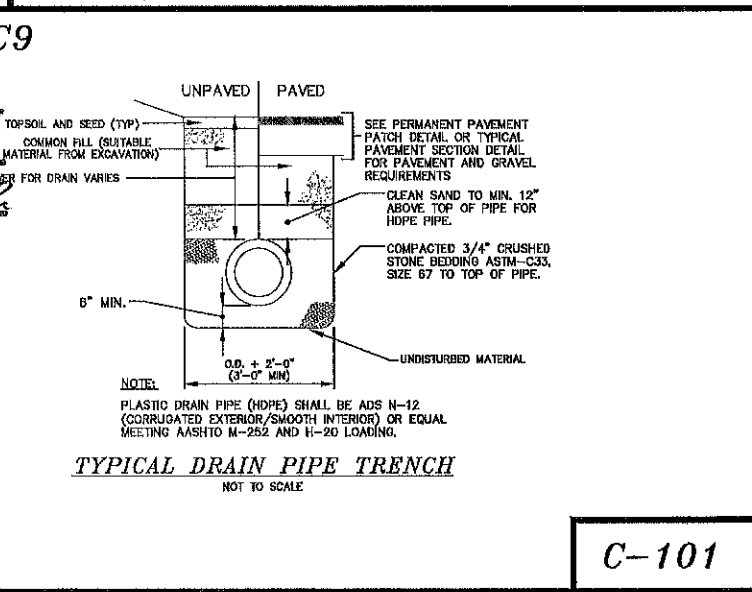 C9
UNPAVED PAVED
TOPSOIL AND SEED (TYP)
COMMON FILL (SUITABLE
MATERIAL FROM EXCAVATION)
FOR DRAIN VARIES
SEE PERMANENT PAVEMENT
PATCH DETAIL OR TYPICAL
PAVEMENT SECTION DETAIL
FOR PAVEMENT AND GRAVEL
REQUIREMENTS
CLEAN SAND TO MIN. 12"
ABOVE TOP OF PIPE FOR
HDPE PIPE.
COMPACTED 3/4" CRUSHED
STONE BEDDING ASTM-C33,
SIZE 67 TO TOP OF PIPE.
6" MIN.
UNDISTURBED MATERIAL
O.D. + 2'-0"
(3'-0" MIN)
NOTE:
PLASTIC DRAIN PIPE (HDPE) SHALL BE ADS N-12
(CORRUGATED EXTERIOR/SMOOTH INTERIOR) OR EQUAL
MEETING AASHTO M-252 AND H-20 LOADING.
TYPICAL DRAIN PIPE TRENCH
NOT TO SCALE
C-101